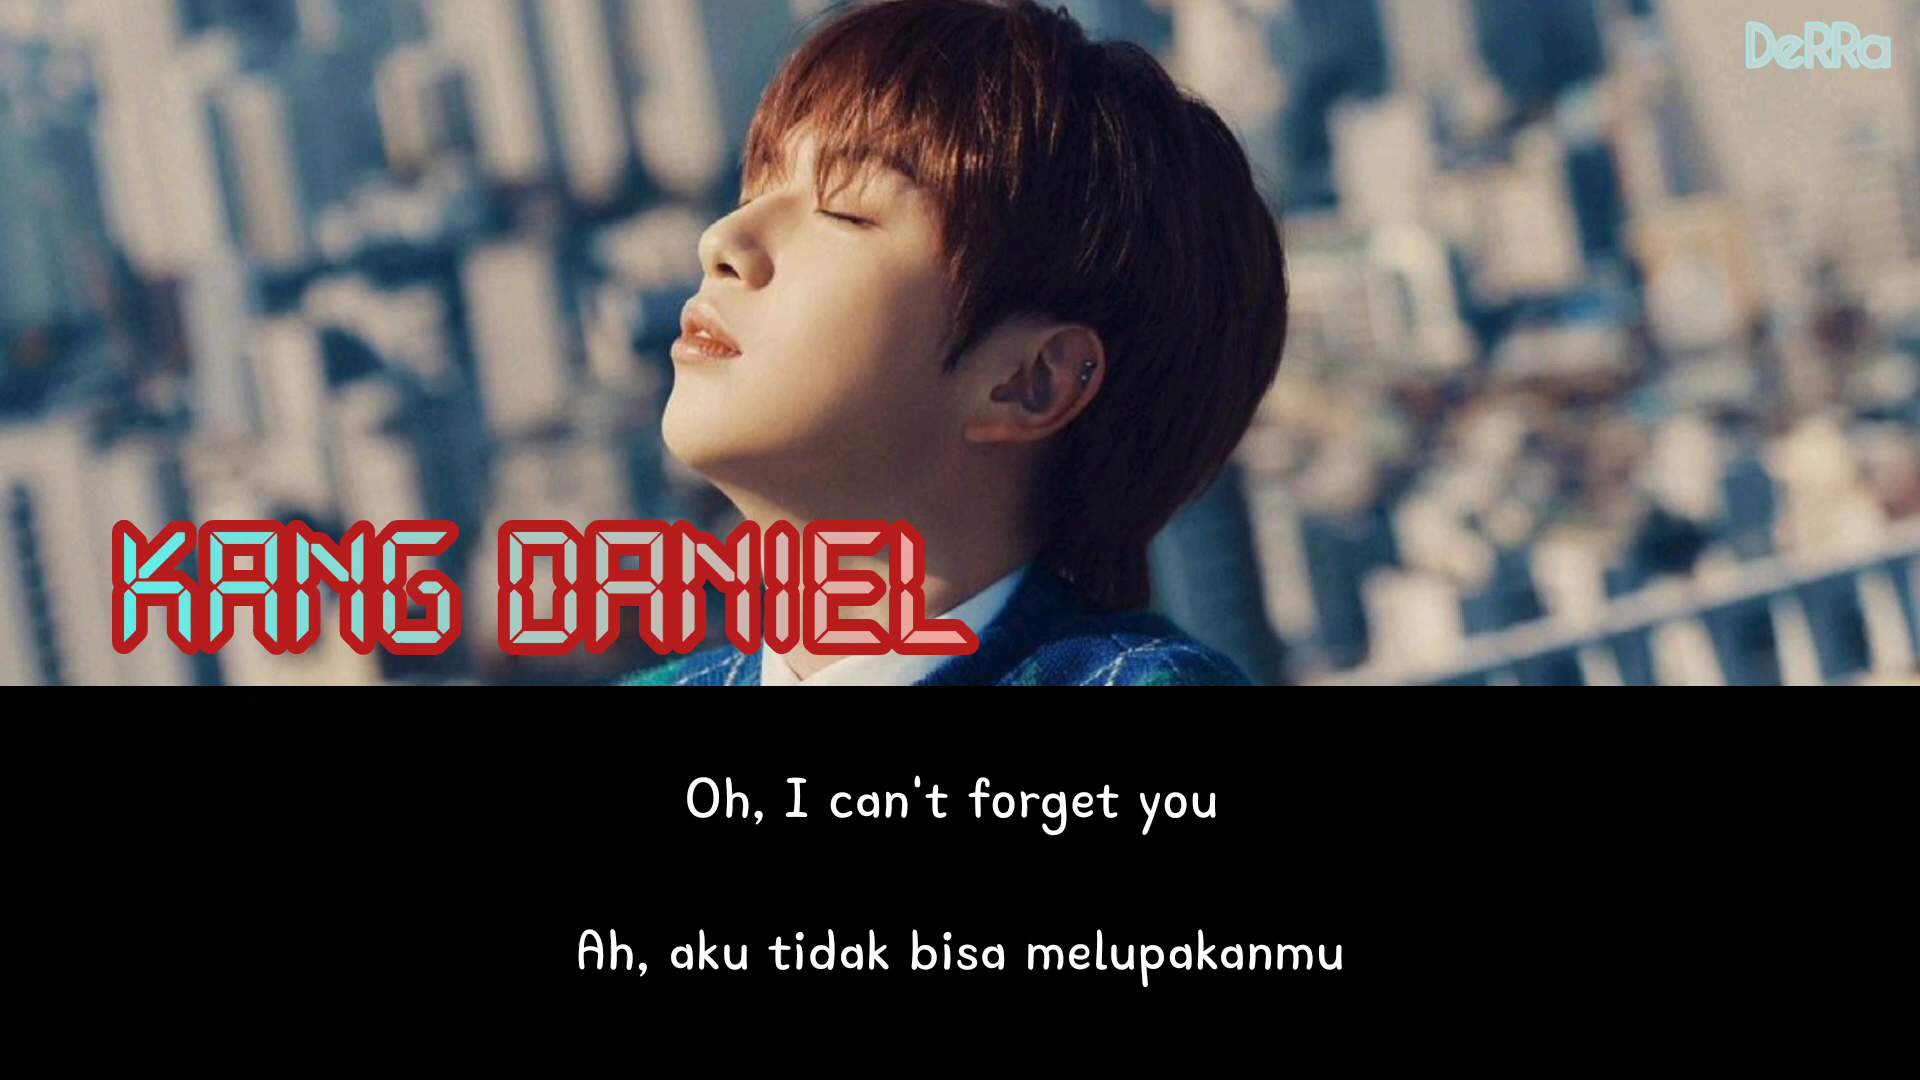 DeRRa
KANG DANIEL
Oh, I can't forget you
Ah, aku tidak bisa melupakanmu